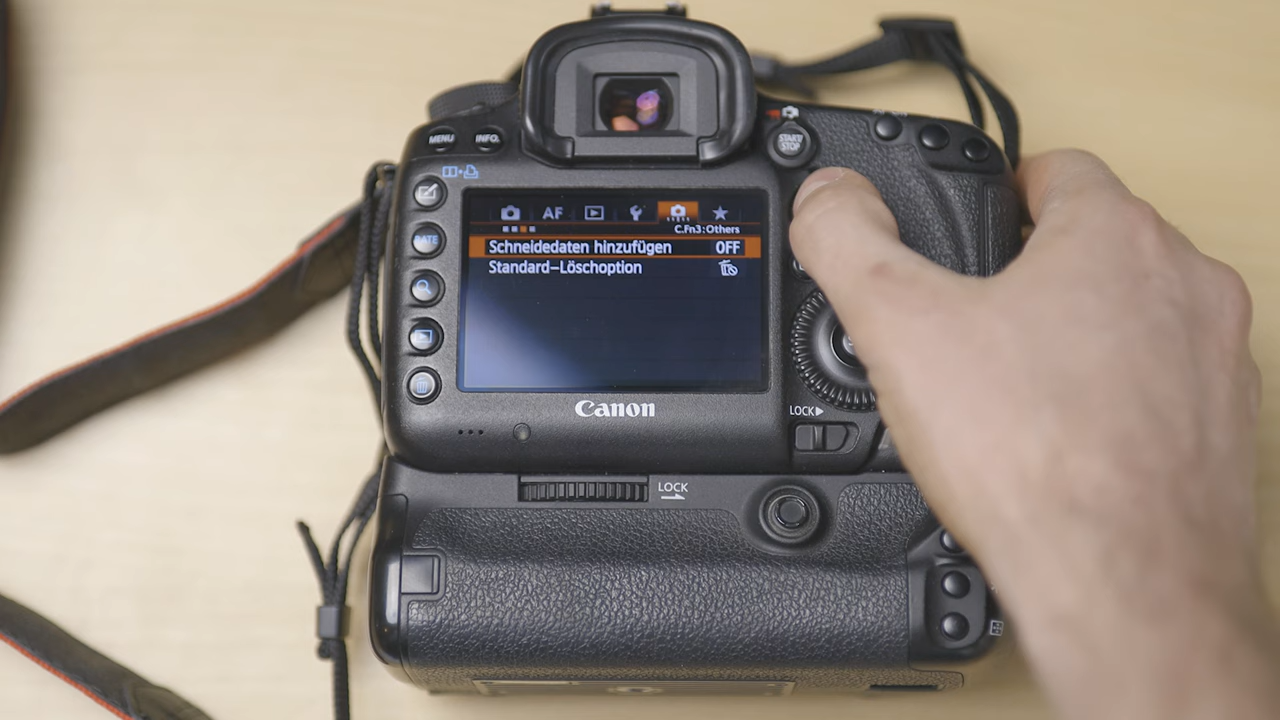 MENU INFO.
START/
STOP
RATE
AF
C.Fn3:Others
Schneidedaten hinzufügen OFF
Standard-Löschoption
Canon
LOCK
LOCK